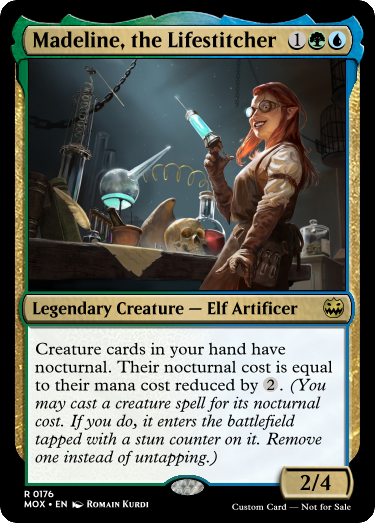 Madeline, the Lifestitcher 1
Legendary Creature — Elf Artificer
Creature cards in your hand have
nocturnal. Their nocturnal cost is equal
to their mana cost reduced by 2. (You
may cast a creature spell for its nocturnal
cost. If you do, it enters the battlefield
tapped with a stun counter on it. Remove
one instead of untapping.)
2/4
R 0176
MOX • EN Romain Kurdi
Custom Card — Not for Sale